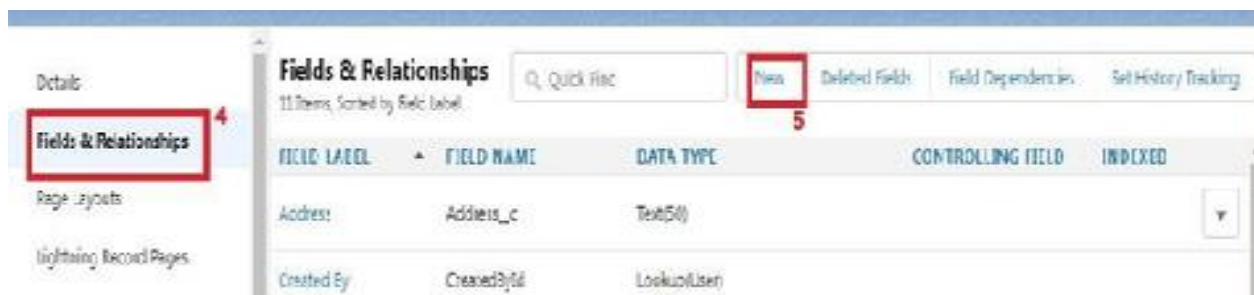 Details
Fields & Relationships
4
Page Layouts
Lightning Record Pages
Fields & Relationships
11 Items, Sorted by Field Label
Quick Find
New
5
Deleted Fields
Field Dependencies
Set History Tracking
FIELD LABEL
FIELD NAME
DATA TYPE
CONTROLLING FIELD
INDEXED
Address
Address_c
Text(50)
Created By
CreatedById
Lookup(User)